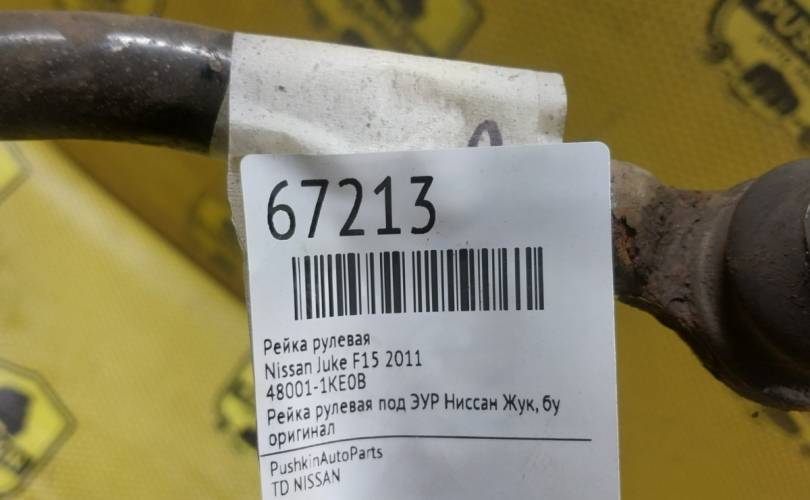 67213
Рейка рулевая
Nissan Juke F15 2011
48001-1KE0B
Рейка рулевая под ЭУР Ниссан Жук, бу
оригинал
PushkinAutoParts
TD NISSAN